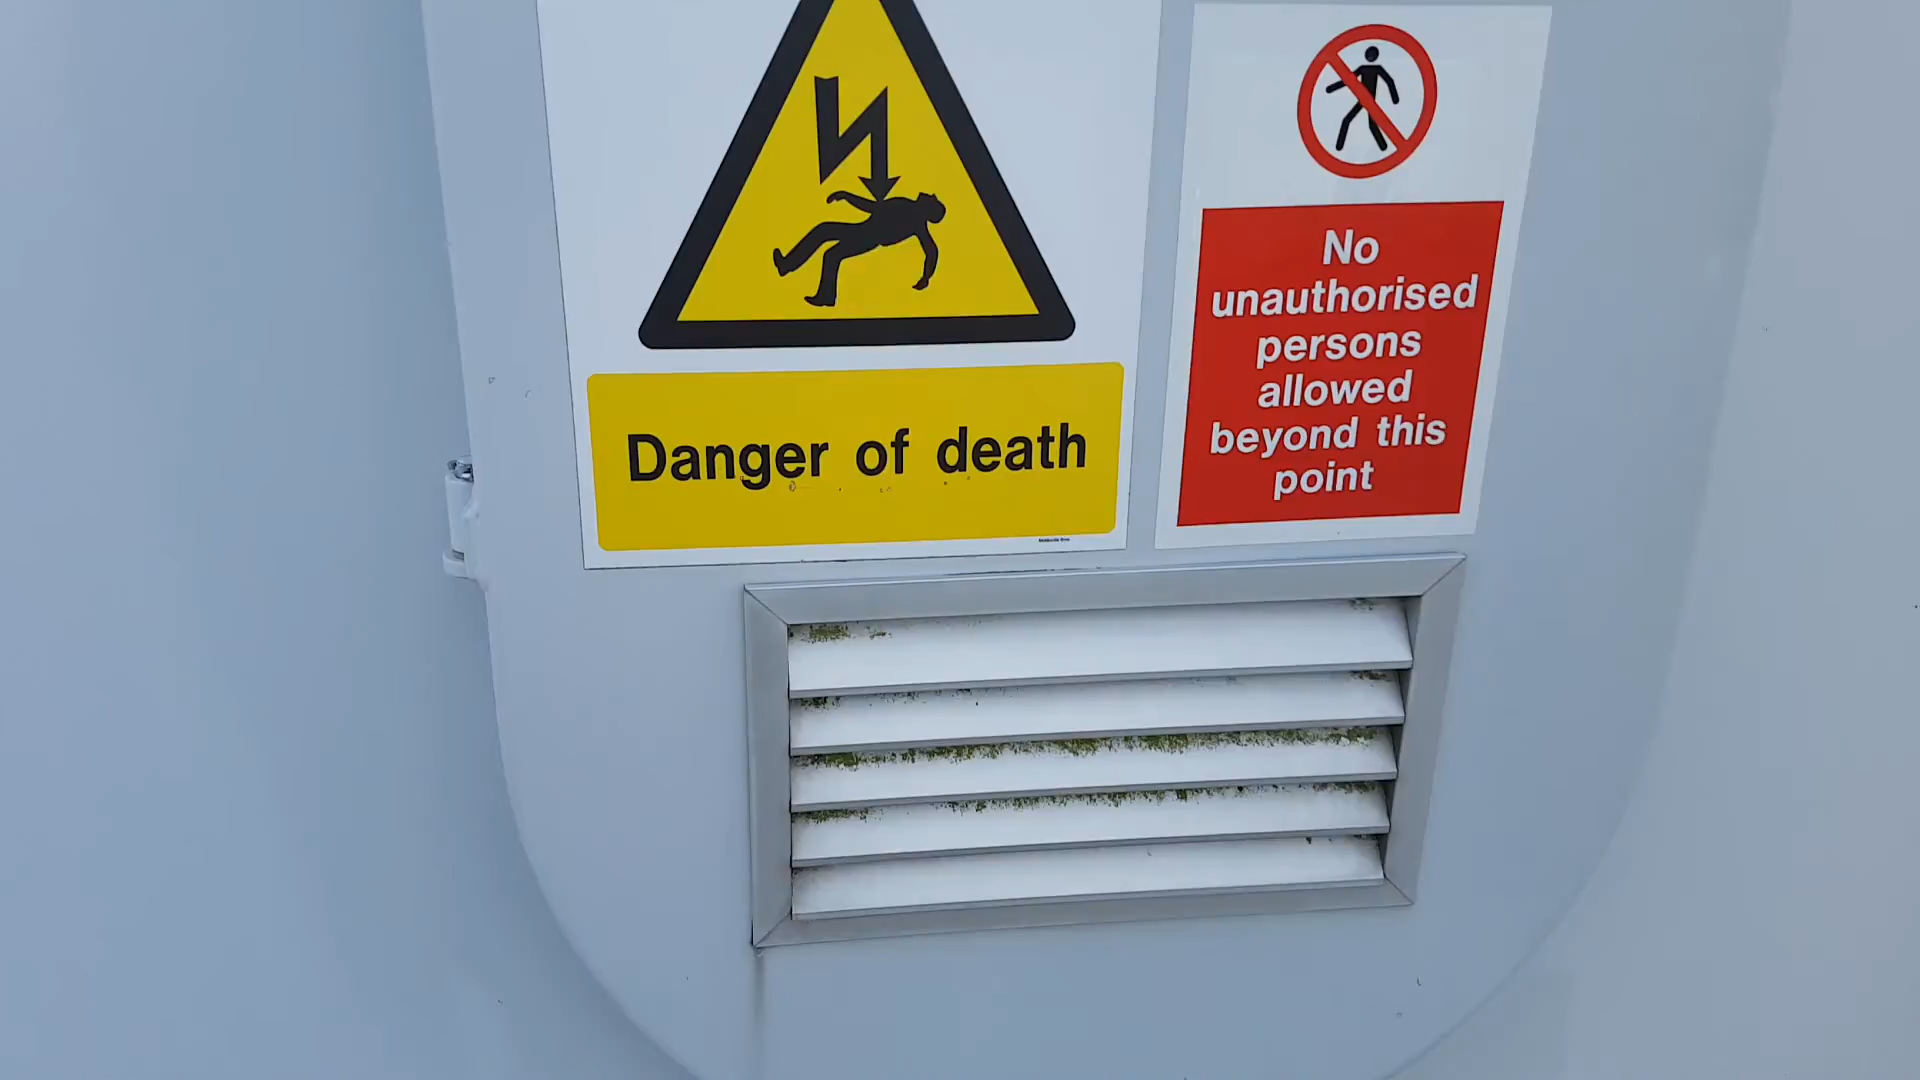 Danger of death
No
unauthorised
persons
allowed
beyond this
point